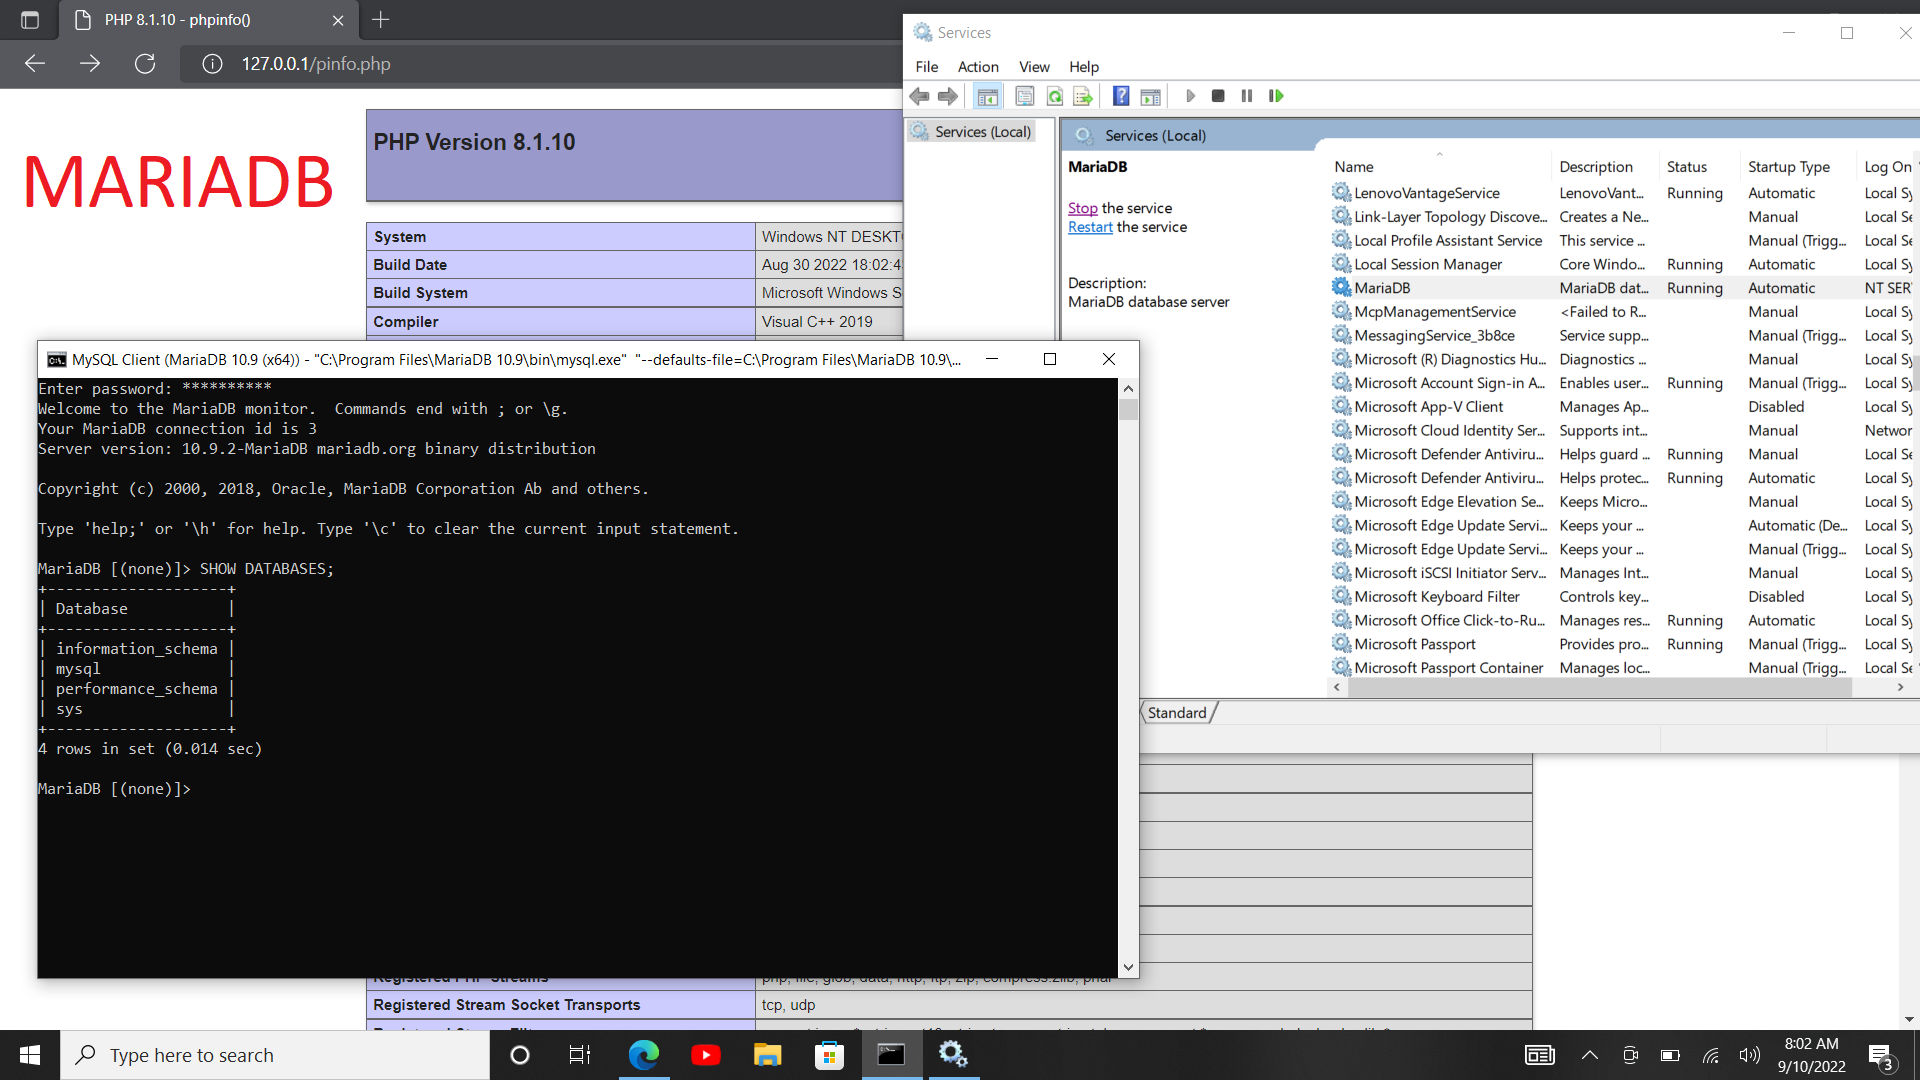 PHP 8.1.10 - phpinfo()
127.0.0.1/pinfo.php
MARIADB
PHP Version 8.1.10
System Windows NT DESKT
Build Date Aug 30 2022 18:02:4
Build System Microsoft Windows S
Compiler Visual C++ 2019
Services
File Action View Help
Services (Local)
Services (Local)
MariaDB
Stop the service
Restart the service
Description:
MariaDB database server
Name Description Status Startup Type Log On
LenovoVantageService LenovoVant... Running Automatic Local Sy
Link-Layer Topology Discove... Creates a Ne... Manual Local Se
Local Profile Assistant Service This service ... Manual (Trigg... Local Se
Local Session Manager Core Windo... Running Automatic Local Sy
MariaDB MariaDB dat... Running Automatic NT SER
McpManagementService <Failed to R... Manual Local Sy
MessagingService_3b8ce Service supp... Manual (Trigg... Local Sy
Microsoft (R) Diagnostics Hu... Diagnostics ... Manual Local Sy
Microsoft Account Sign-in A... Enables user... Running Manual (Trigg... Local Sy
Microsoft App-V Client Manages Ap... Disabled Local Sy
Microsoft Cloud Identity Ser... Supports int... Manual Networ
Microsoft Defender Antiviru... Helps guard ... Running Manual Local Se
Microsoft Defender Antiviru... Helps protec... Running Automatic Local Sy
Microsoft Edge Elevation Se... Keeps Micro... Manual Local Sy
Microsoft Edge Update Servi... Keeps your ... Automatic (De... Local Sy
Microsoft Edge Update Servi... Keeps your ... Manual (Trigg... Local Sy
Microsoft iSCSI Initiator Serv... Manages Int... Manual Local Sy
Microsoft Keyboard Filter Controls key... Disabled Local Sy
Microsoft Office Click-to-Ru... Manages res... Running Automatic Local Sy
Microsoft Passport Provides pro... Running Manual (Trigg... Local Sy
Microsoft Passport Container Manages loc... Manual (Trigg... Local Se
Standard
MySQL Client (MariaDB 10.9 (x64)) - "C:\Program Files\MariaDB 10.9\bin\mysql.exe" "--defaults-file=C:\Program Files\MariaDB 10.9\...
Enter password: **********
Welcome to the MariaDB monitor.  Commands end with ; or \g.
Your MariaDB connection id is 3
Server version: 10.9.2-MariaDB mariadb.org binary distribution
Copyright (c) 2000, 2018, Oracle, MariaDB Corporation Ab and others.
Type 'help;' or '\h' for help. Type '\c' to clear the current input statement.
MariaDB [(none)]> SHOW DATABASES;
+--------------------+
| Database           |
+--------------------+
| information_schema |
| mysql              |
| performance_schema |
| sys                |
+--------------------+
4 rows in set (0.014 sec)
MariaDB [(none)]>
Registered PHP Streams php, file, glob, data, http, ftp, zip, compress.zlib, phar
Registered Stream Socket Transports tcp, udp
Type here to search
8:02 AM
9/10/2022
3